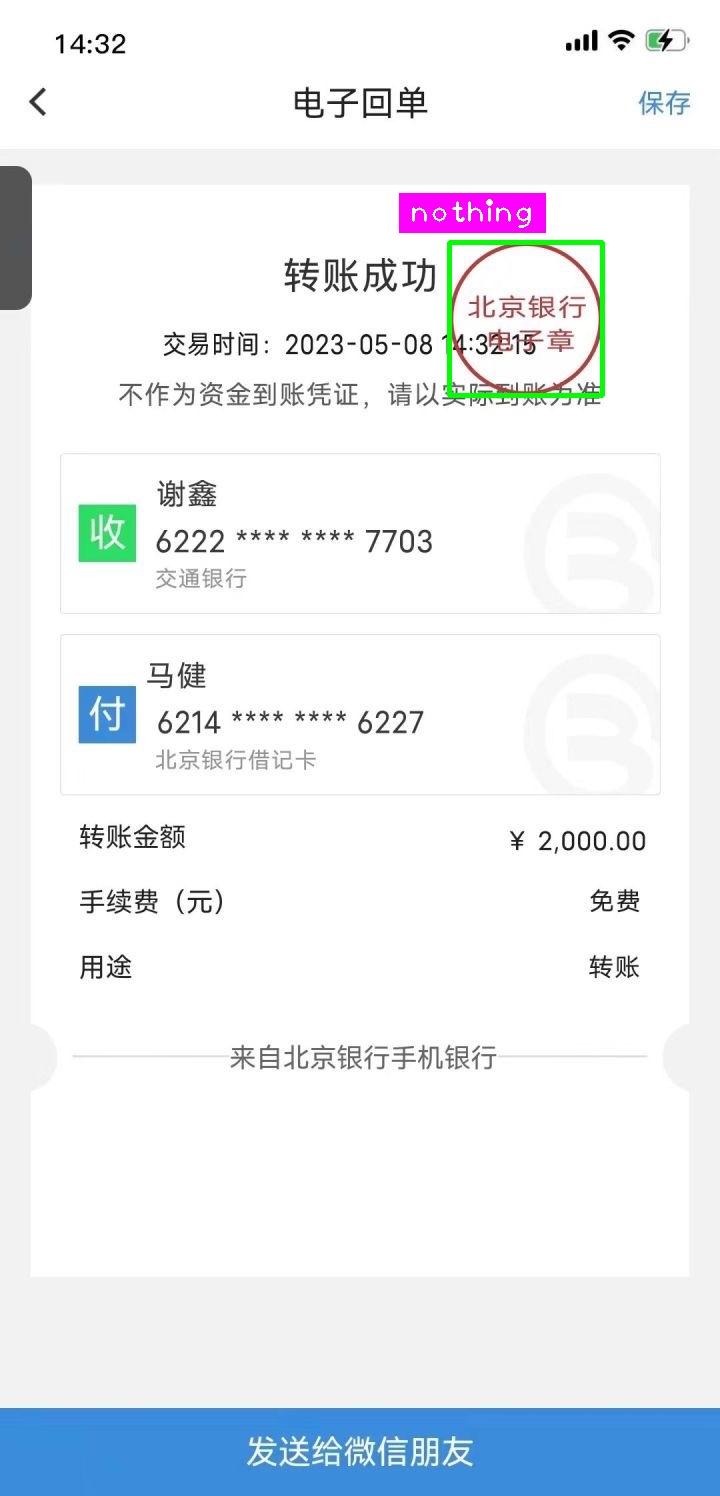 14:32
电子回单
保存
nothing
转账成功
北京银行
电子章
交易时间：2023-05-08 14:32:15
不作为资金到账凭证，请以实际到账为准
收
谢鑫
6222 **** **** 7703
交通银行
付
马健
6214 **** **** 6227
北京银行借记卡
转账金额
¥ 2,000.00
手续费（元）
免费
用途
转账
来自北京银行手机银行
发送给微信朋友